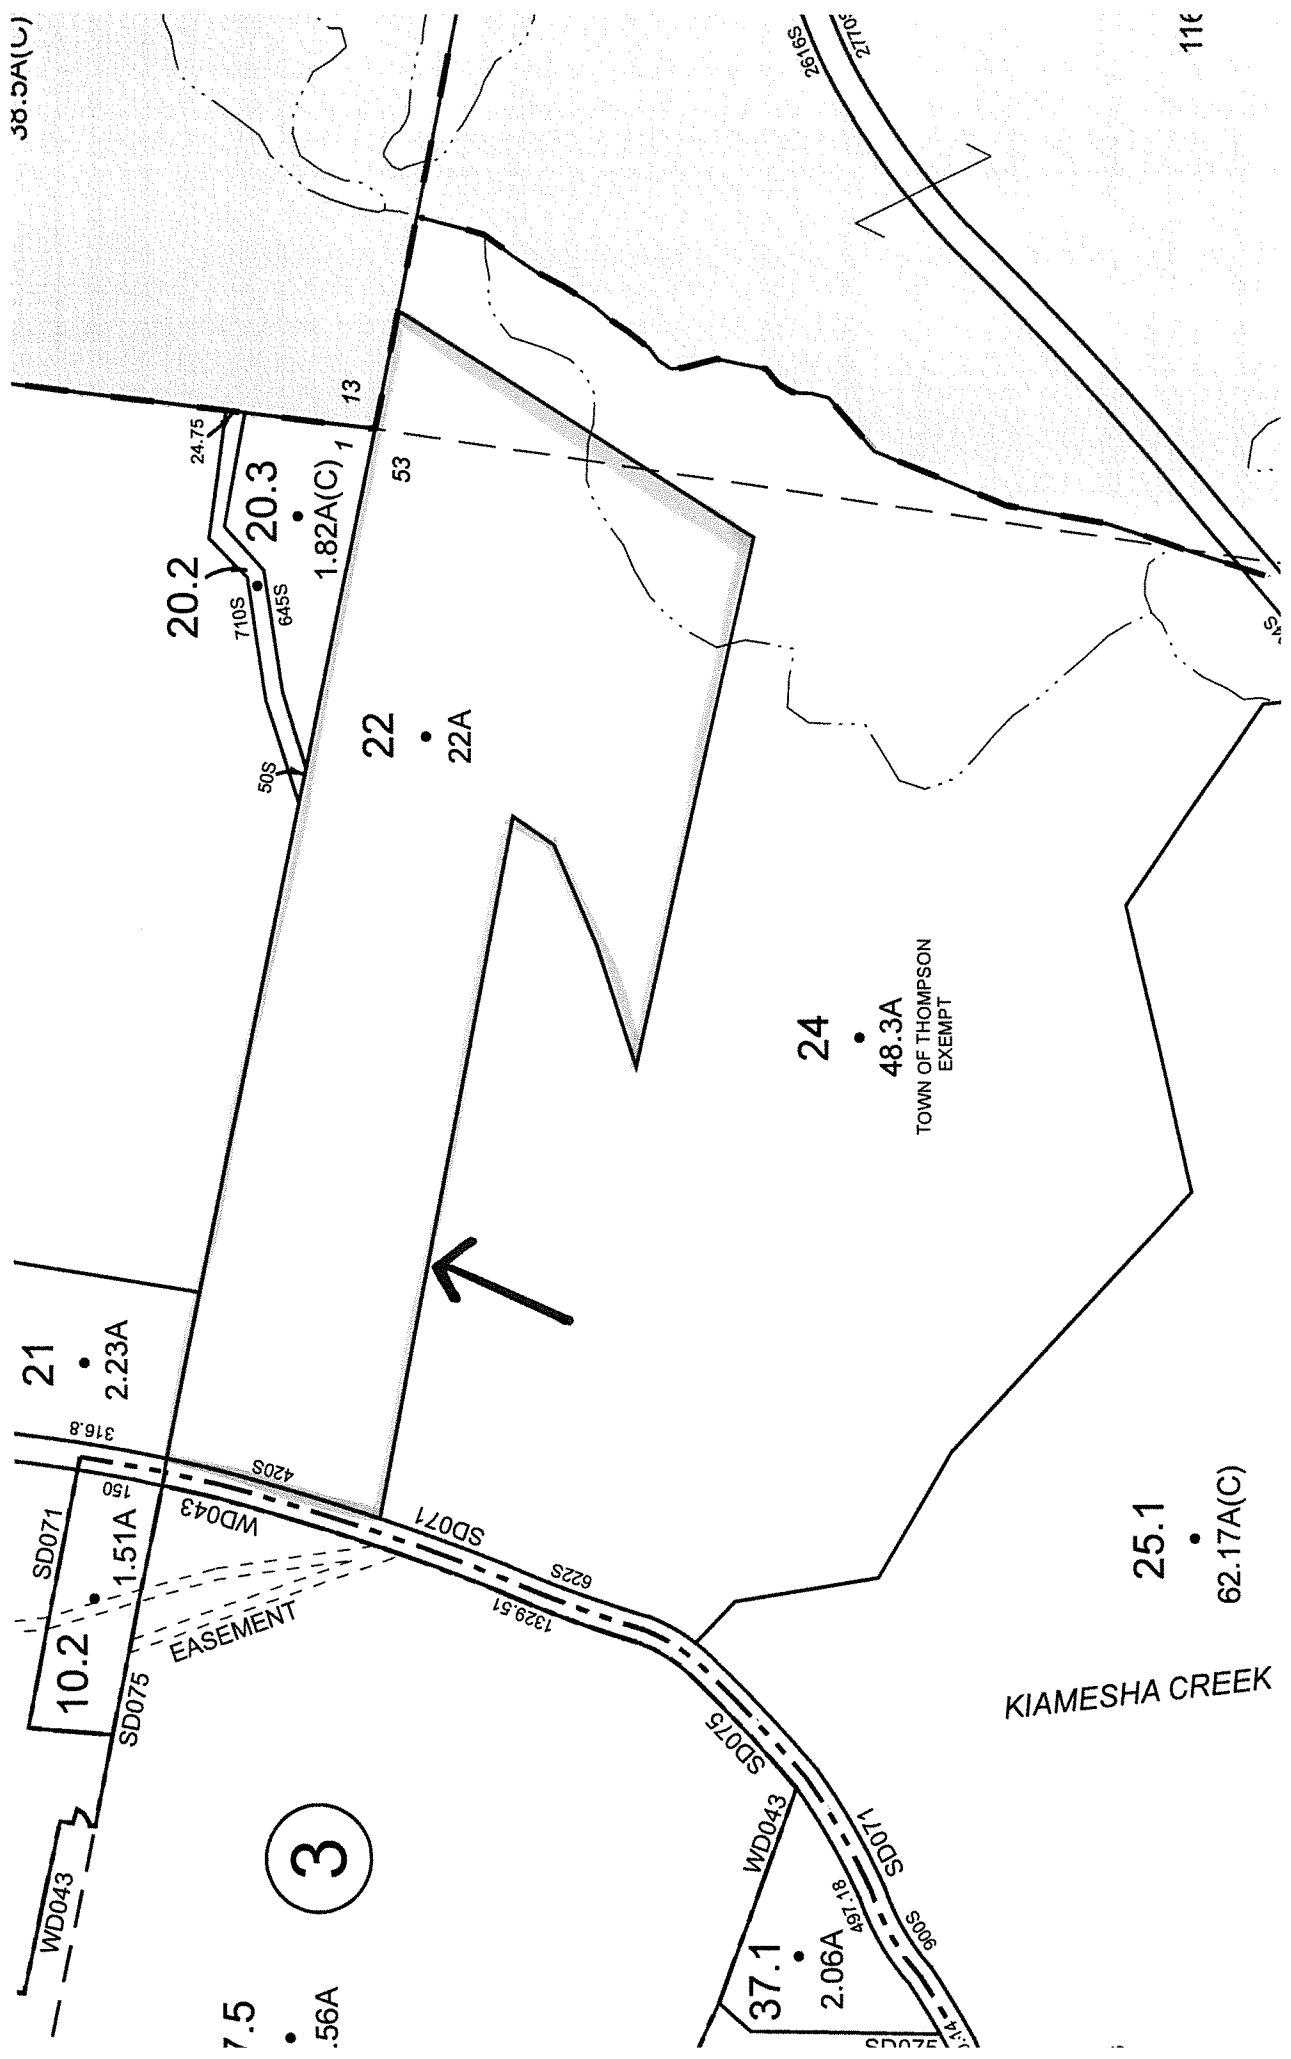 38.5A(C)
2616S
2770S
116
24.75
13
1
53
20.3
1.82A(C)
20.2
710S
645S
50S
22
22A
24
48.3A
TOWN OF THOMPSON
EXEMPT
21
2.23A
316.8
150
SD071
1.51A
10.2
SD075
WD043
420S
SD071
EASEMENT
622S
1329.51
25.1
62.17A(C)
KIAMESHA CREEK
SD075
WD043
3
WD043
SD071
497.18
900S
37.1
2.06A
7.5
.56A
SD075
.14